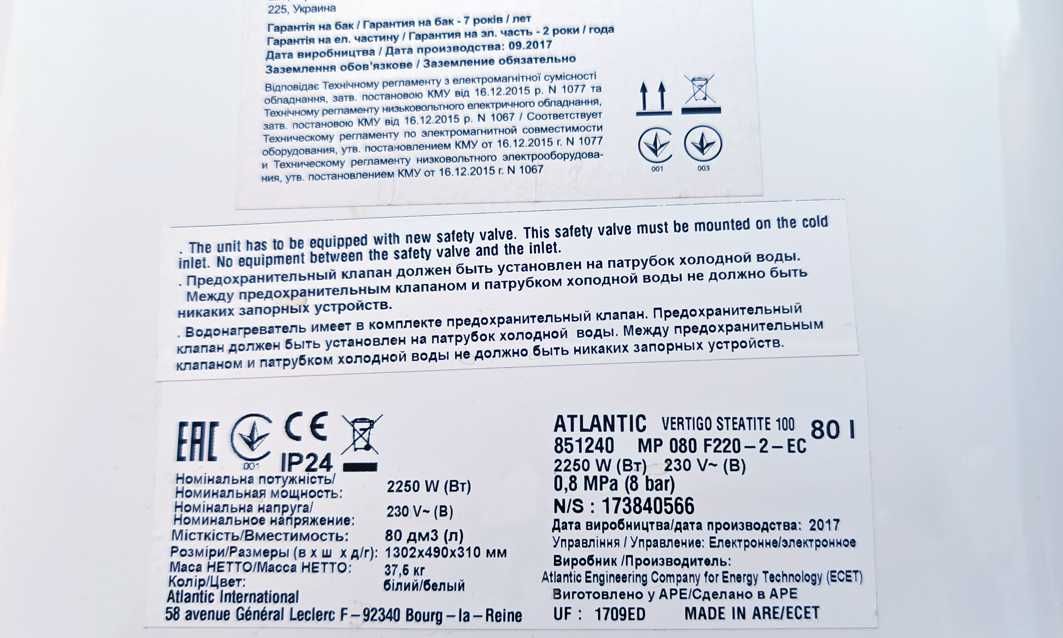 225, Украина
Гарантія на бак / Гарантия на бак - 7 років / лет
Гарантія на ел. частину / Гарантия на эл. часть - 2 роки / года
Дата виробництва / Дата производства: 09.2017
Заземлення обов'язкове / Заземление обязательно
Відповідає Технічному регламенту з електромагнітної сумісності
обладнання, затв. постановою КМУ від 16.12.2015 р. N 1077 та
Технічному регламенту низьковольтного електричного обладнання,
затв. постановою КМУ від 16.12.2015 р. N 1067 / Соответствует
Техническому регламенту по электромагнитной совместимости
оборудования, утв. постановлением КМУ от 16.12.2015 г. N 1077
и Техническому регламенту низковольтного электрооборудова-
ния, утв. постановлением КМУ от 16.12.2015 г. N 1067
001 003
. The unit has to be equipped with new safety valve. This safety valve must be mounted on the cold
inlet. No equipment between the safety valve and the inlet.
. Предохранительный клапан должен быть установлен на патрубок холодной воды.
Между предохранительным клапаном и патрубком холодной воды не должно быть
никаких запорных устройств.
. Водонагреватель имеет в комплекте предохранительный клапан. Предохранительный
клапан должен быть установлен на патрубок холодной воды. Между предохранительным
клапаном и патрубком холодной воды не должно быть никаких запорных устройств.
EAC CE
001 IP24
Номінальна потужність/
Номинальная мощность: 2250 W (Вт)
Номінальна напруга/
Номинальное напряжение: 230 V~ (В)
Місткість/Вместимость: 80 дм3 (л)
Розміри/Размеры (в х ш х д/г): 1302x490x310 мм
Маса НЕТТО/Масса НЕТТО: 37,6 кг
Колір/Цвет: білий/белый
Atlantic International
58 avenue Général Leclerc F-92340 Bourg-la-Reine
ATLANTIC VERTIGO STEATITE 100 80 l
851240 MP 080 F220-2-EC
2250 W (Вт) 230 V~ (В)
0,8 MPa (8 bar)
N/S : 173840566
Дата виробництва/дата производства: 2017
Управління / Управление: Електронне/электронное
Виробник /Производитель:
Atlantic Engineering Company for Energy Technology (ECET)
Виготовлено у АРЕ/Сделано в АРЕ
UF : 1709ED MADE IN ARE/ECET